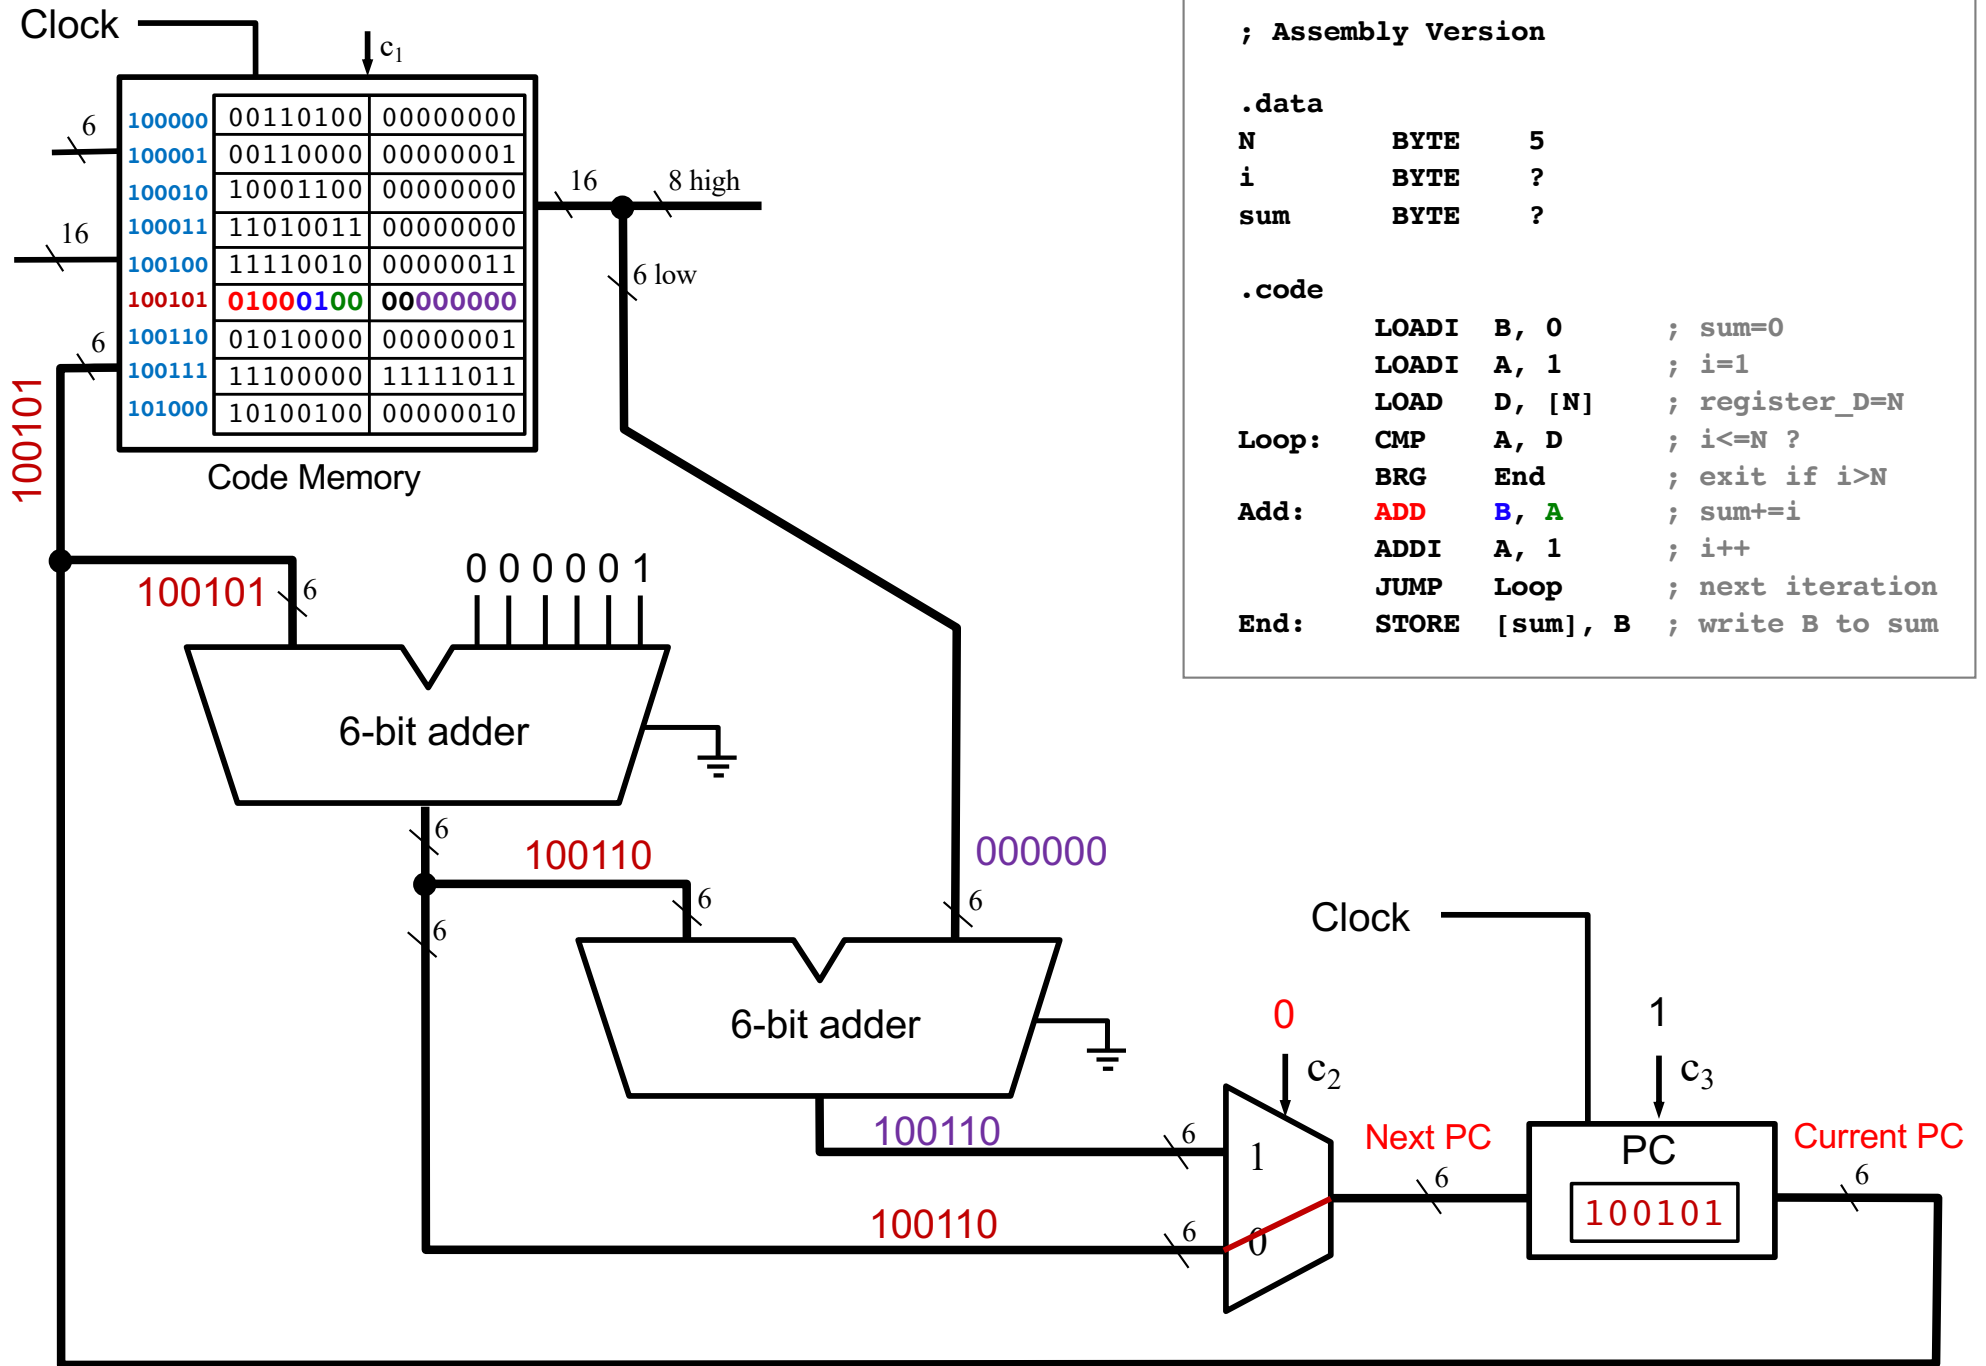 Clock
c1
6
16
6
100000 00110100 00000000
100001 00110000 00000001
100010 10001100 00000000
100011 11010011 00000000
100100 11110010 00000011
100101 01000100 00000000
100110 01010000 00000001
100111 11100000 11111011
101000 10100100 00000010
Code Memory
16
8 high
6 low
; Assembly Version
.data
N BYTE 5
i BYTE ?
sum BYTE ?
.code
LOADI B, 0 ; sum=0
LOADI A, 1 ; i=1
LOAD D, [N] ; register_D=N
Loop: CMP A, D ; i<=N ?
BRG End ; exit if i>N
Add: ADD B, A ; sum+=i
ADDI A, 1 ; i++
JUMP Loop ; next iteration
End: STORE [sum], B ; write B to sum
100101
100101
6
0 0 0 0 0 1
6-bit adder
6
100110
6
6
000000
6
6-bit adder
100110
6
100110
6
0
c2
1
0
Next PC
6
Clock
1
c3
PC
100101
Current PC
6